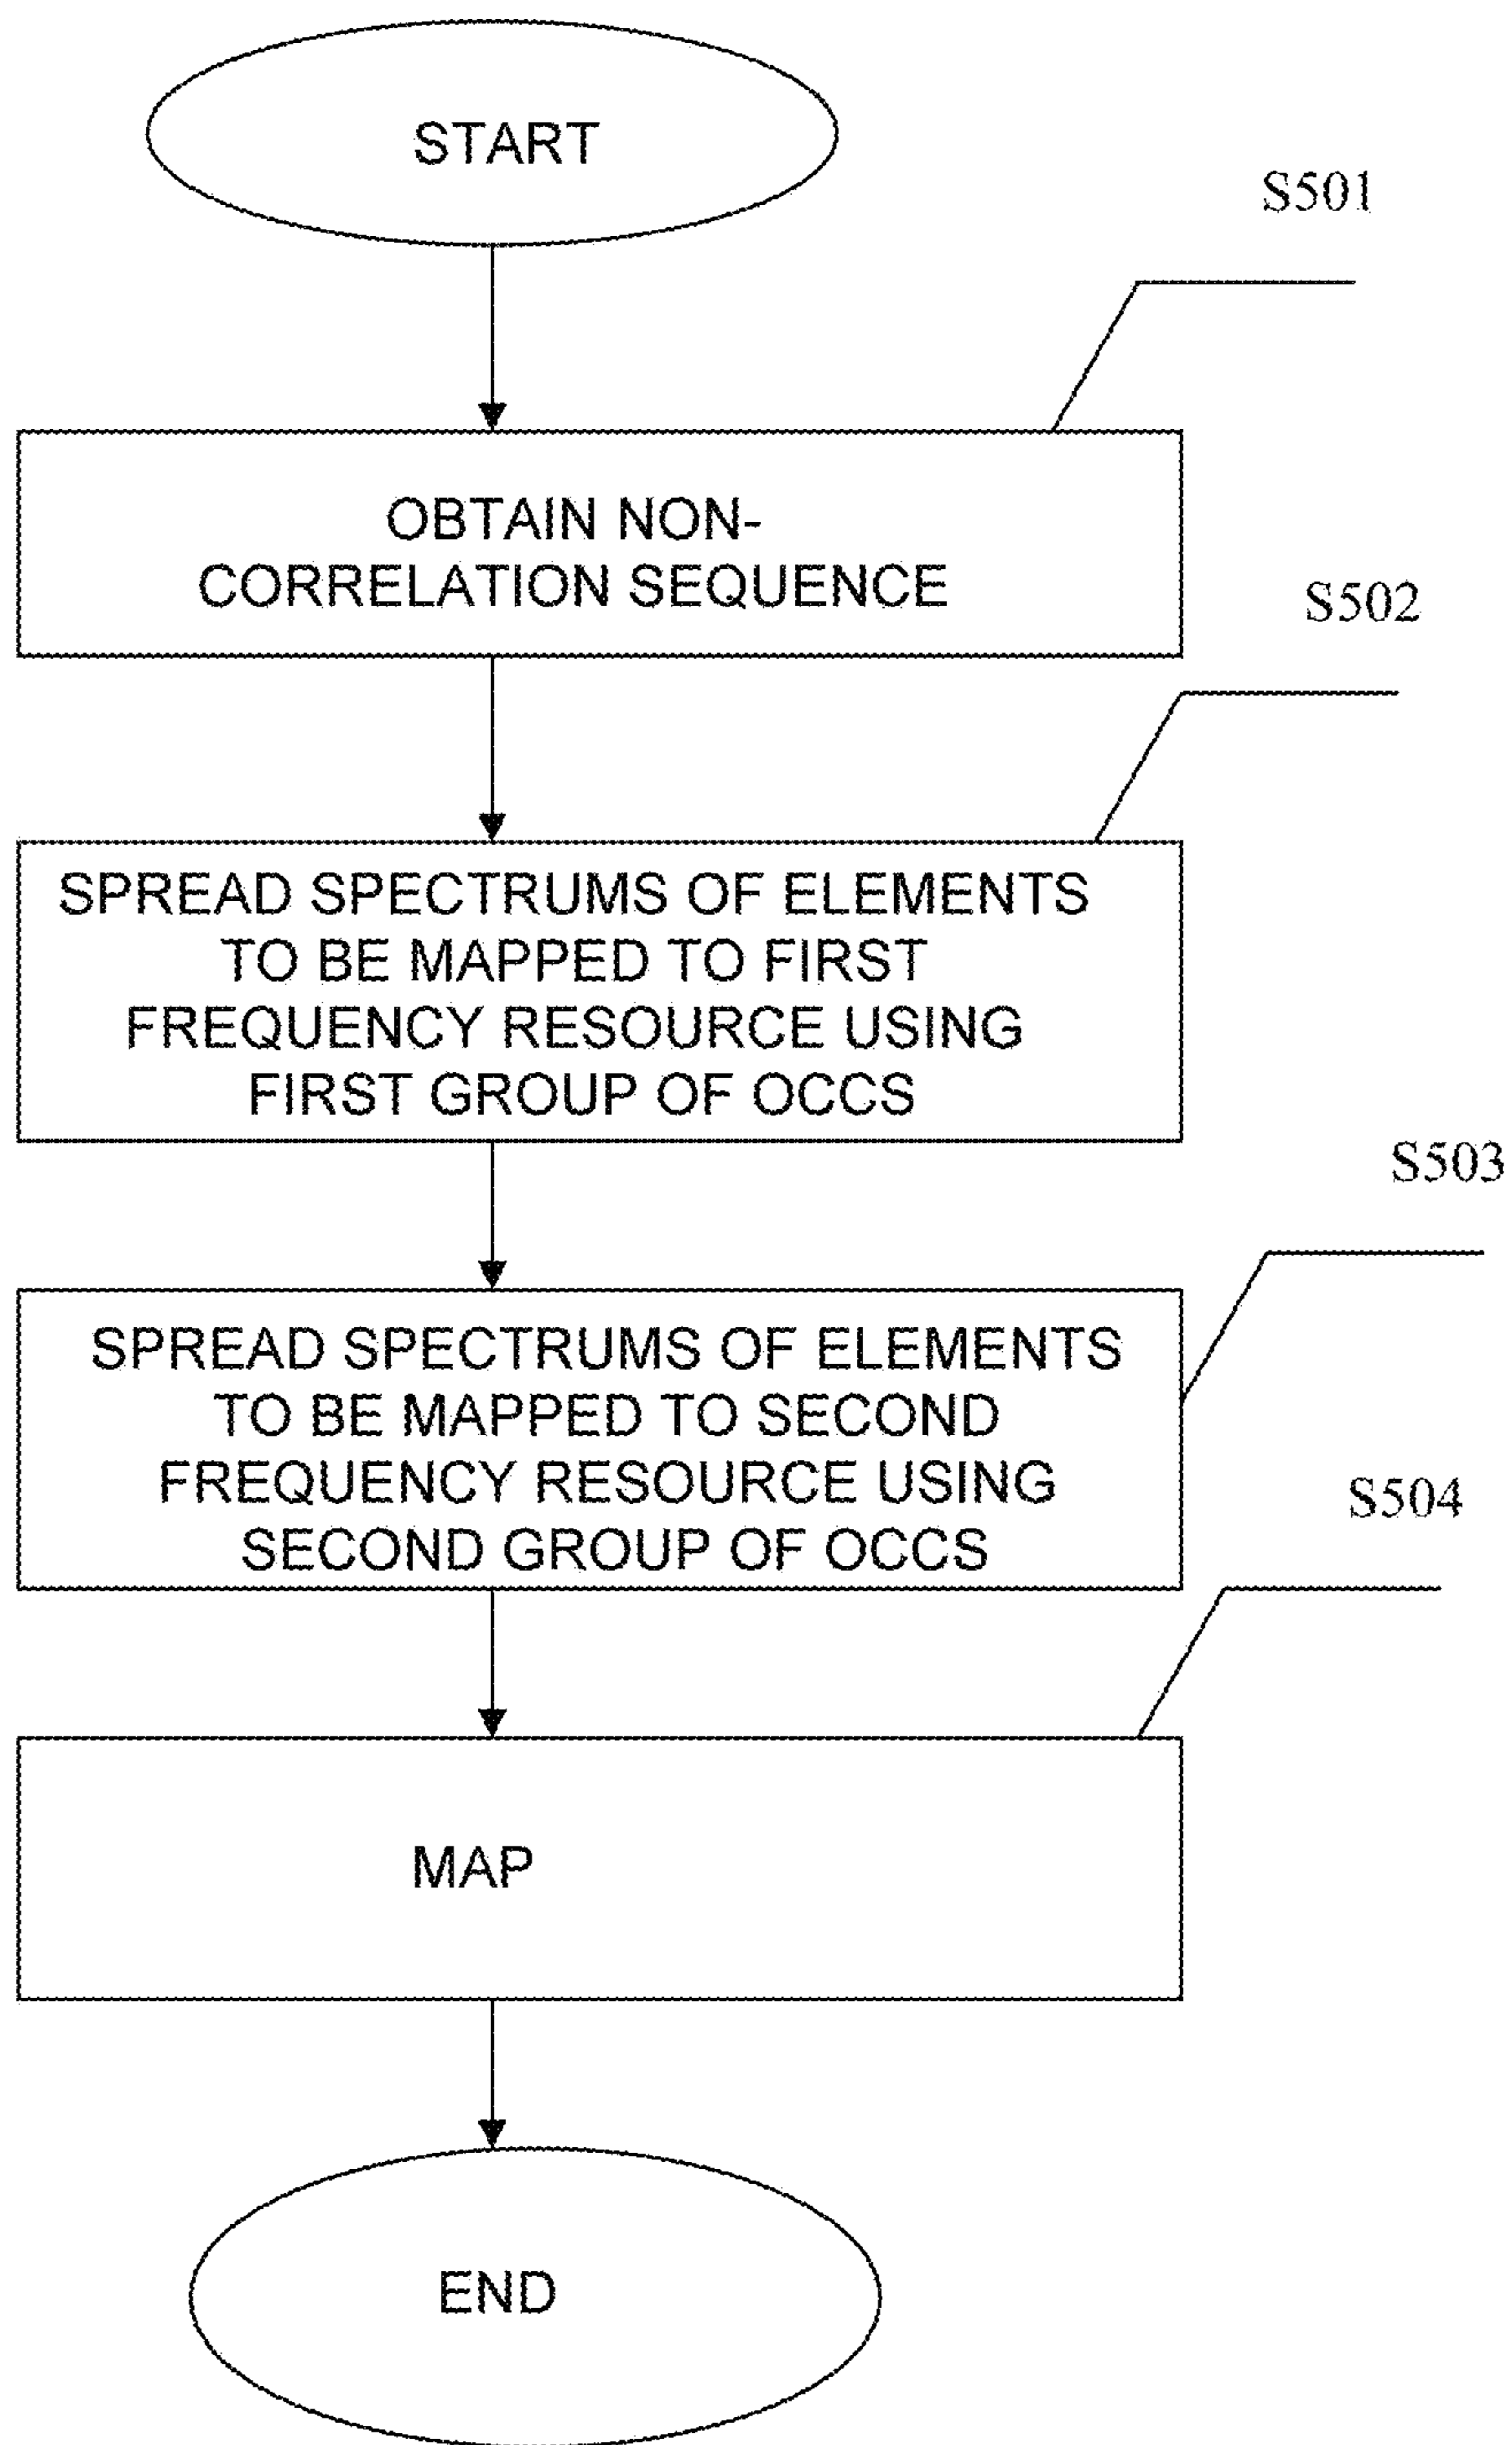 START
S501
OBTAIN NON-
CORRELATION SEQUENCE
S502
SPREAD SPECTRUMS OF ELEMENTS
TO BE MAPPED TO FIRST
FREQUENCY RESOURCE USING
FIRST GROUP OF OCCS
S503
SPREAD SPECTRUMS OF ELEMENTS
TO BE MAPPED TO SECOND
FREQUENCY RESOURCE USING
SECOND GROUP OF OCCS
S504
MAP
END